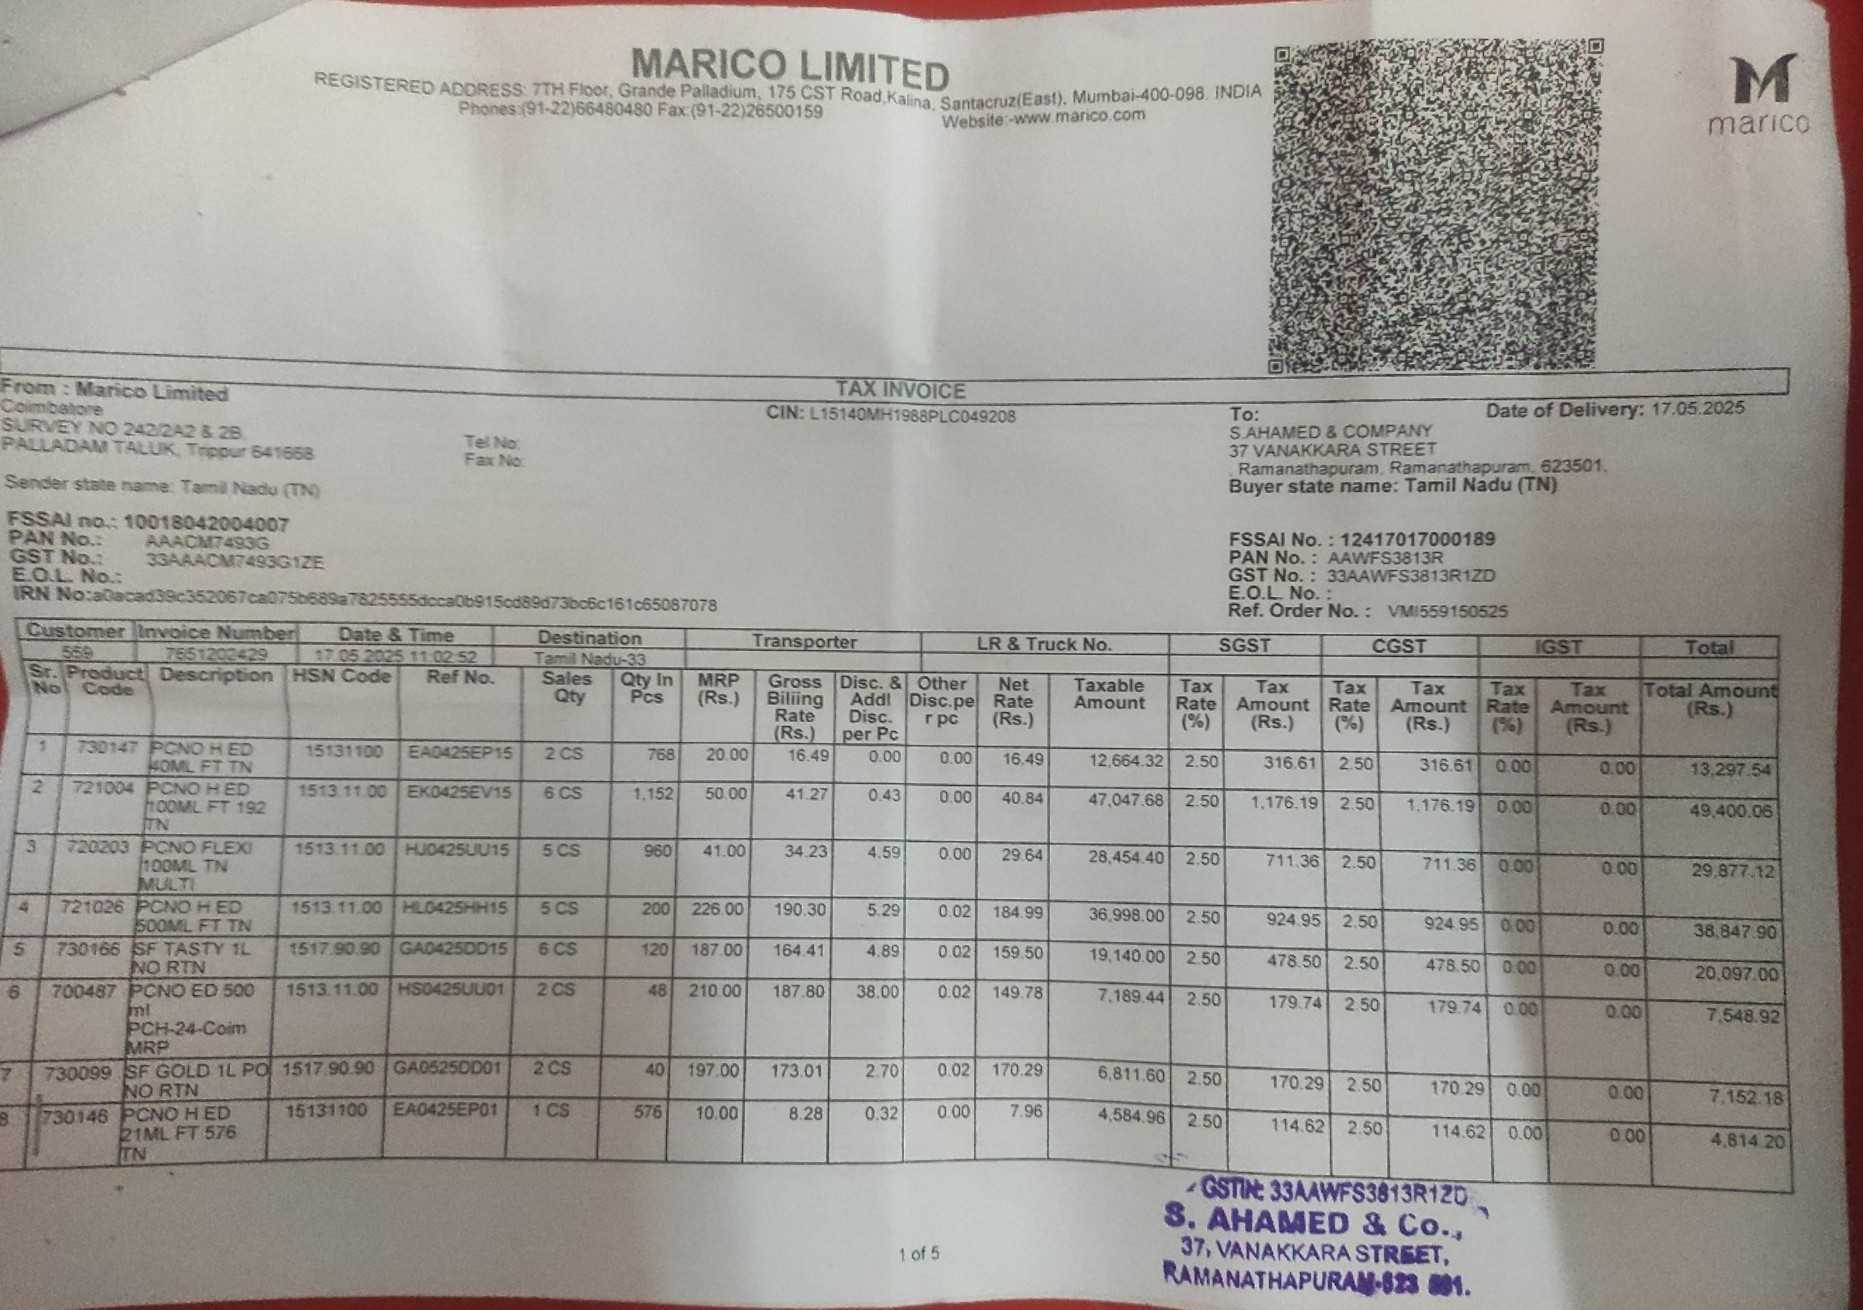 MARICO LIMITED
REGISTERED ADDRESS: 7TH Floor, Grande Palladium, 175 CST Road,Kalina, Santacruz(East), Mumbai-400-098. INDIA
Phones:(91-22)66480480 Fax:(91-22)26500159 Website:-www.marico.com
marico
TAX INVOICE
CIN: L15140MH1988PLC049208
From : Marico Limited
Coimbatore
SURVEY NO 242/2A2 & 2B,
PALLADAM TALUK, Trippur 641668
Tel No:
Fax No:
Sender state name: Tamil Nadu (TN)
FSSAI no.: 10018042004007
PAN No.: AAACM7493G
GST No.: 33AAACM7493G1ZE
E.O.L. No.:
IRN No:a0acad39c352067ca075b689a7825555dcca0b915cd89d73bc6c161c65087078
To: Date of Delivery: 17.05.2025
S.AHAMED & COMPANY
37 VANAKKARA STREET
, Ramanathapuram, Ramanathapuram, 623501,
Buyer state name: Tamil Nadu (TN)
FSSAI No. : 12417017000189
PAN No. : AAWFS3813R
GST No. : 33AAWFS3813R1ZD
E.O.L. No. :
Ref. Order No. : VMI559150525
Customer Invoice Number Date & Time Destination Transporter LR & Truck No. SGST CGST IGST Total
559 7651202429 17.05.2025 11:02:52 Tamil Nadu-33
Sr. No Product Code Description HSN Code Ref No. Sales Qty Qty In Pcs MRP (Rs.) Gross Biliing Rate (Rs.) Disc. & Addl Disc. per Pc Other Disc.pe r pc Net Rate (Rs.) Taxable Amount Tax Rate (%) Tax Amount (Rs.) Tax Rate (%) Tax Amount (Rs.) Tax Rate (%) Tax Amount (Rs.) Total Amount (Rs.)
1 730147 PCNO H ED 15131100 EA0425EP15 2 CS 768 20.00 16.49 0.00 0.00 16.49 12,664.32 2.50 316.61 2.50 316.61 0.00 0.00 13,297.54
40ML FT TN
2 721004 PCNO H ED 1513.11.00 EK0425EV15 6 CS 1,152 50.00 41.27 0.43 0.00 40.84 47,047.68 2.50 1,176.19 2.50 1,176.19 0.00 0.00 49,400.06
100ML FT 192
TN
3 720203 PCNO FLEXI 1513.11.00 HJ0425UU15 5 CS 960 41.00 34.23 4.59 0.00 29.64 28,454.40 2.50 711.36 2.50 711.36 0.00 0.00 29,877.12
100ML TN
MULTI
4 721026 PCNO H ED 1513.11.00 HL0425HH15 5 CS 200 226.00 190.30 5.29 0.02 184.99 36,998.00 2.50 924.95 2.50 924.95 0.00 0.00 38,847.90
500ML FT TN
5 730166 SF TASTY 1L 1517.90.90 GA0425DD15 6 CS 120 187.00 164.41 4.89 0.02 159.50 19,140.00 2.50 478.50 2.50 478.50 0.00 0.00 20,097.00
NO RTN
6 700487 PCNO ED 500 1513.11.00 HS0425UU01 2 CS 48 210.00 187.80 38.00 0.02 149.78 7,189.44 2.50 179.74 2.50 179.74 0.00 0.00 7,548.92
ml
PCH-24-Coim
MRP
7 730099 SF GOLD 1L PO 1517.90.90 GA0525DD01 2 CS 40 197.00 173.01 2.70 0.02 170.29 6,811.60 2.50 170.29 2.50 170.29 0.00 0.00 7,152.18
NO RTN
8 730146 PCNO H ED 15131100 EA0425EP01 1 CS 576 10.00 8.28 0.32 0.00 7.96 4,584.96 2.50 114.62 2.50 114.62 0.00 0.00 4,814.20
21ML FT 576
TN
GSTIN: 33AAWFS3813R1ZD
S. AHAMED & Co.,
37, VANAKKARA STREET,
RAMANATHAPURAM-623
1 of 5